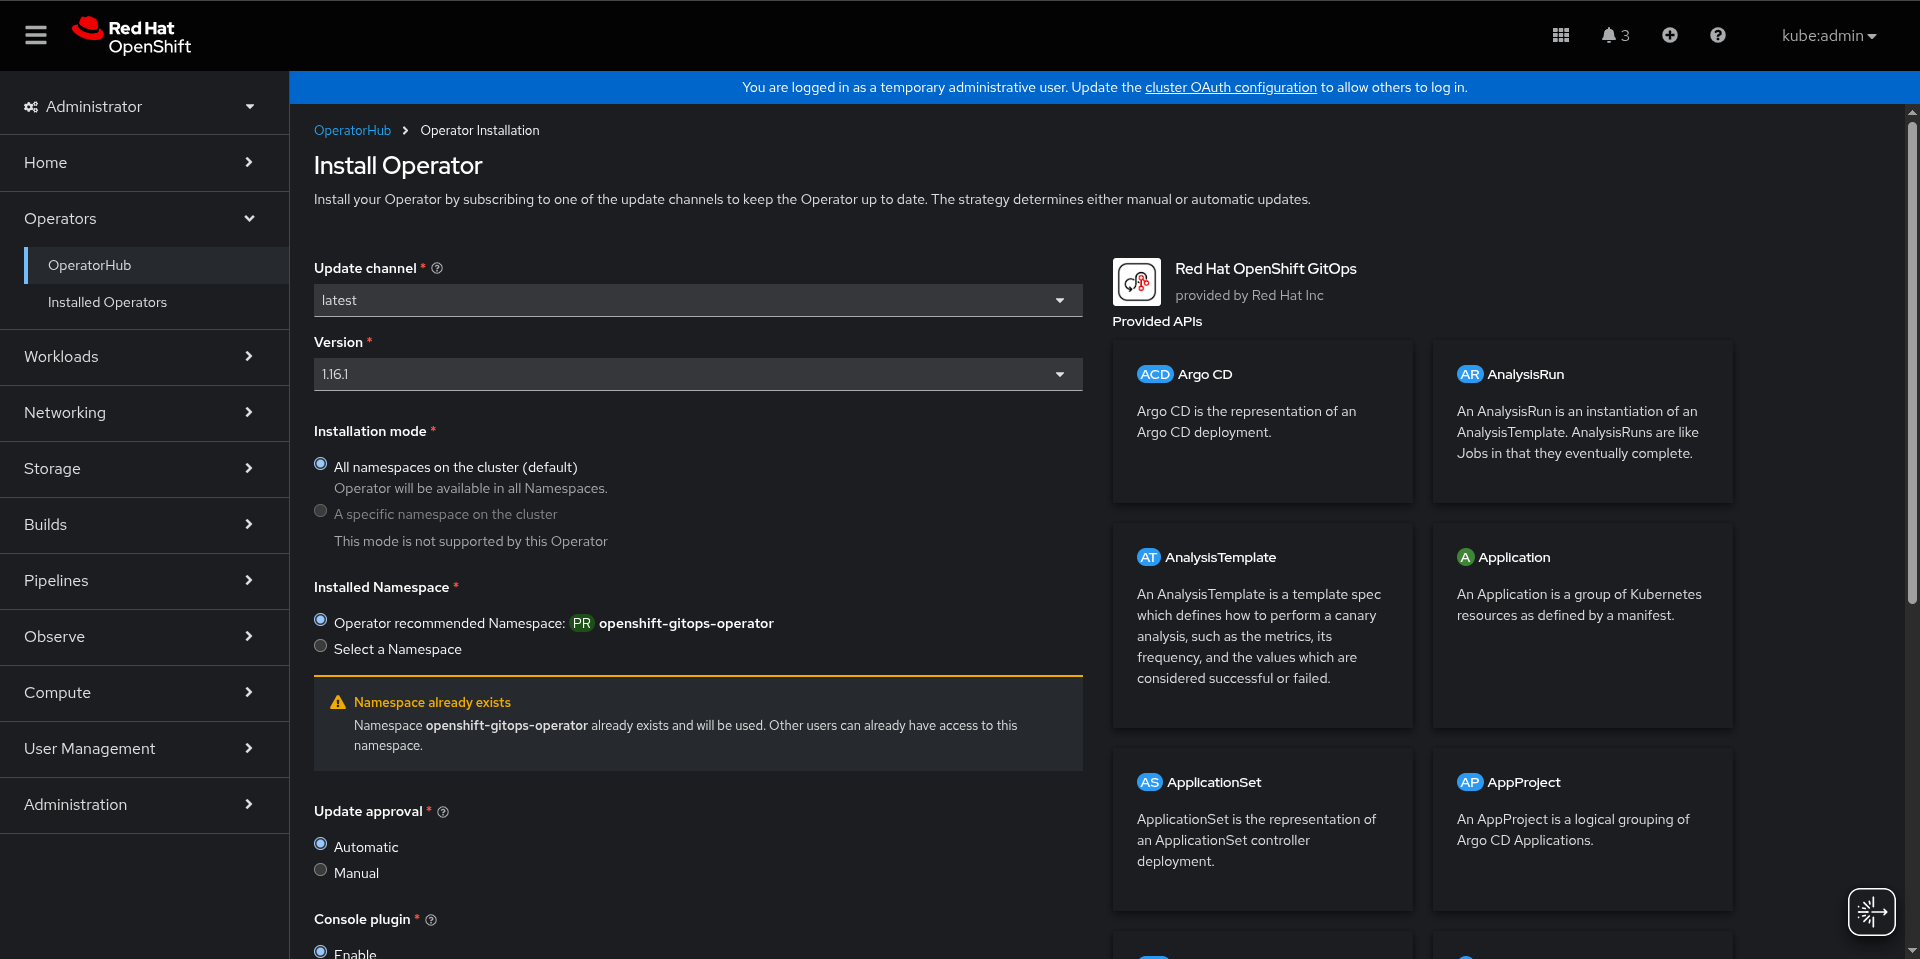 Red Hat
OpenShift
3
kube:admin
You are logged in as a temporary administrative user. Update the cluster OAuth configuration to allow others to log in.
Administrator
Home
Operators
OperatorHub
Installed Operators
Workloads
Networking
Storage
Builds
Pipelines
Observe
Compute
User Management
Administration
OperatorHub > Operator Installation
Install Operator
Install your Operator by subscribing to one of the update channels to keep the Operator up to date. The strategy determines either manual or automatic updates.
Update channel *
latest
Version *
1.16.1
Installation mode *
All namespaces on the cluster (default)
Operator will be available in all Namespaces.
A specific namespace on the cluster
This mode is not supported by this Operator
Installed Namespace *
Operator recommended Namespace: PR openshift-gitops-operator
Select a Namespace
Namespace already exists
Namespace openshift-gitops-operator already exists and will be used. Other users can already have access to this
namespace.
Update approval *
Automatic
Manual
Console plugin *
Enable
Red Hat OpenShift GitOps
provided by Red Hat Inc
Provided APIs
ACD Argo CD
Argo CD is the representation of an
Argo CD deployment.
AR AnalysisRun
An AnalysisRun is an instantiation of an
AnalysisTemplate. AnalysisRuns are like
Jobs in that they eventually complete.
AT AnalysisTemplate
An AnalysisTemplate is a template spec
which defines how to perform a canary
analysis, such as the metrics, its
frequency, and the values which are
considered successful or failed.
A Application
An Application is a group of Kubernetes
resources as defined by a manifest.
AS ApplicationSet
ApplicationSet is the representation of
an ApplicationSet controller
deployment.
AP AppProject
An AppProject is a logical grouping of
Argo CD Applications.